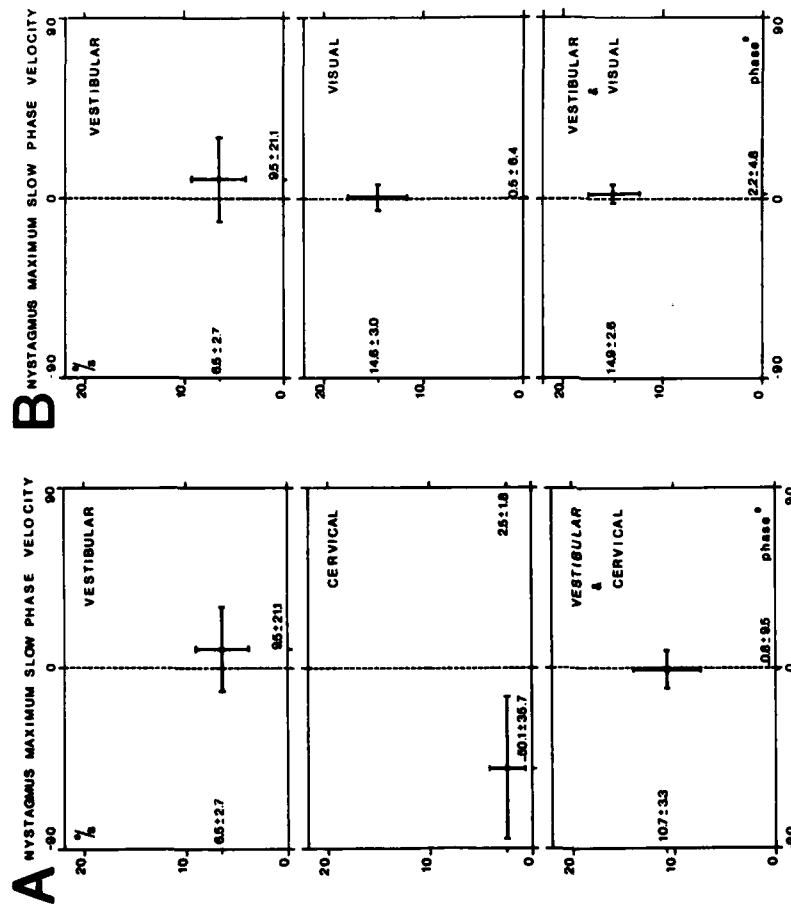 A
NYSTAGMUS MAXIMUM SLOW PHASE VELOCITY
-90 0 90
20
°/s
VESTIBULAR
10
6.5±2.7
0
9.5±21.1
20
CERVICAL
10
2.5±1.8
0
-50.1±35.7
20
VESTIBULAR
&
CERVICAL
10
10.7±3.3
0
0.8±9.5
phase°
-90 0 90
B
NYSTAGMUS MAXIMUM SLOW PHASE VELOCITY
-90 0 90
20
°/s
VESTIBULAR
10
6.5±2.7
0
9.5±21.1
20
VISUAL
10
14.6±3.0
0
0.5±6.4
20
VESTIBULAR
&
VISUAL
10
14.9±2.6
0
2.2±4.8
phase°
-90 0 90